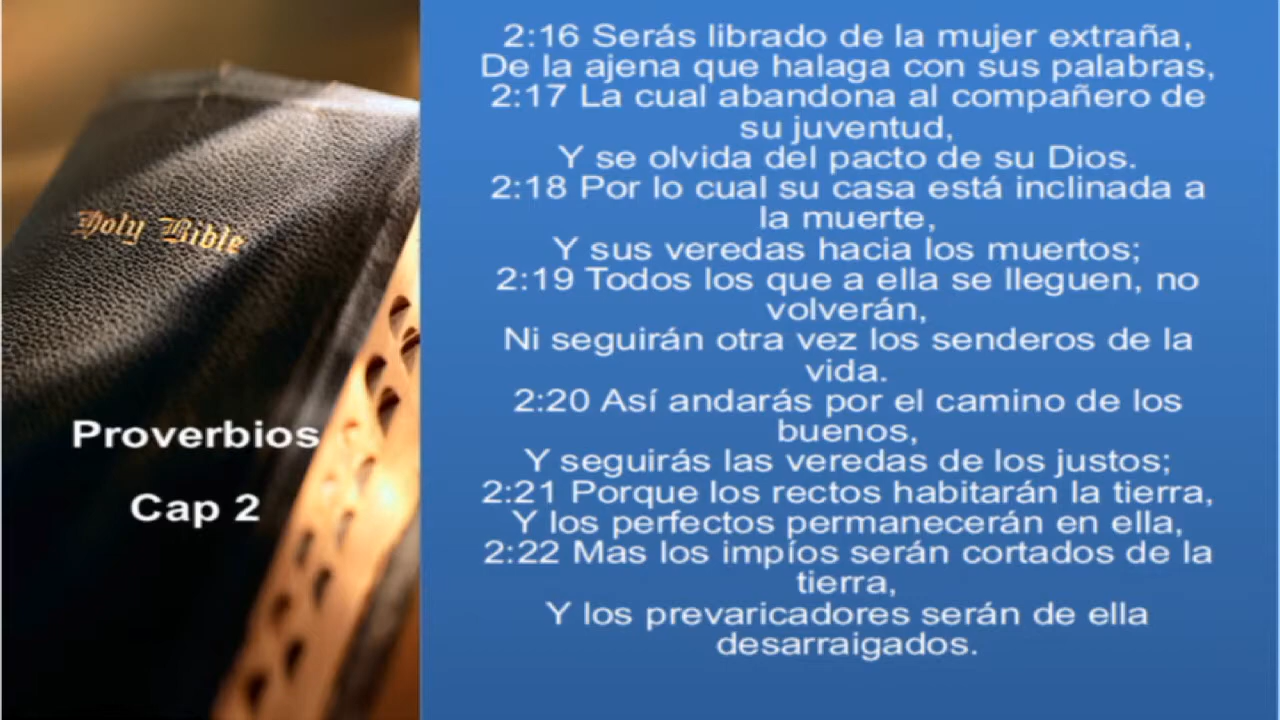 Holy Bible
Proverbios
Cap 2
2:16 Serás librado de la mujer extraña,
De la ajena que halaga con sus palabras,
2:17 La cual abandona al compañero de
su juventud,
Y se olvida del pacto de su Dios.
2:18 Por lo cual su casa está inclinada a
la muerte,
Y sus veredas hacia los muertos;
2:19 Todos los que a ella se lleguen, no
volverán,
Ni seguirán otra vez los senderos de la
vida.
2:20 Así andarás por el camino de los
buenos,
Y seguirás las veredas de los justos;
2:21 Porque los rectos habitarán la tierra,
Y los perfectos permanecerán en ella,
2:22 Mas los impíos serán cortados de la
tierra,
Y los prevaricadores serán de ella
desarraigados.